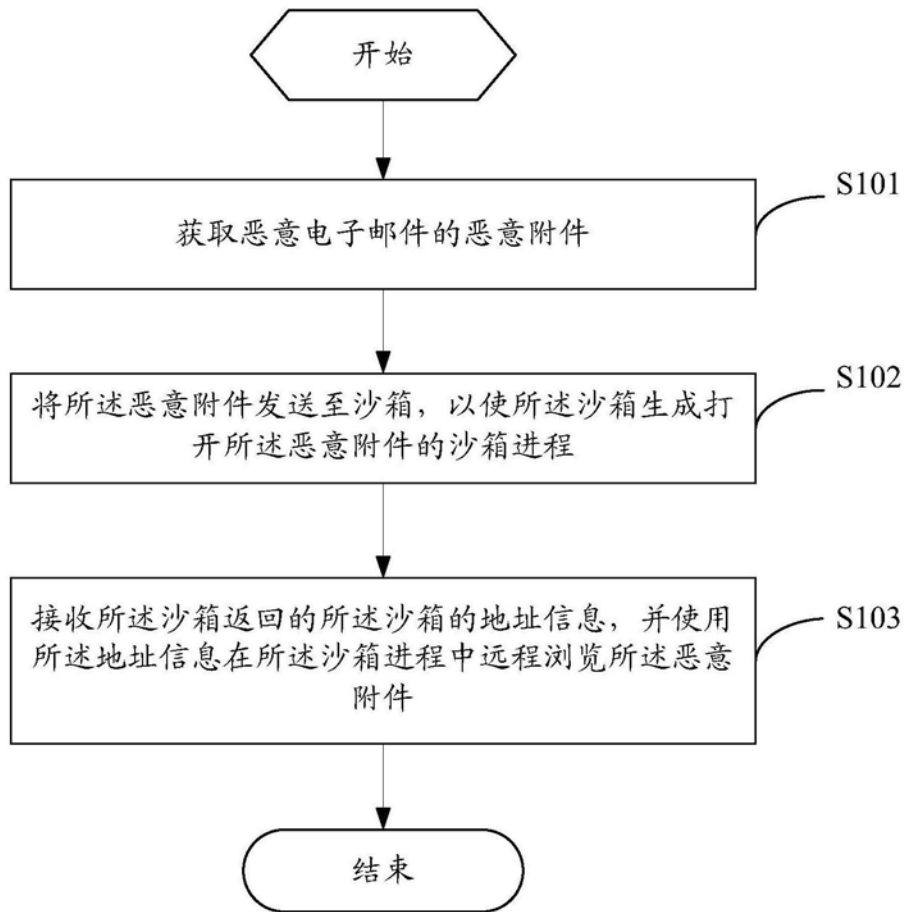 开始
S101
获取恶意电子邮件的恶意附件
S102
将所述恶意附件发送至沙箱，以使所述沙箱生成打
开所述恶意附件的沙箱进程
S103
接收所述沙箱返回的所述沙箱的地址信息，并使用
所述地址信息在所述沙箱进程中远程浏览所述恶意
附件
结束